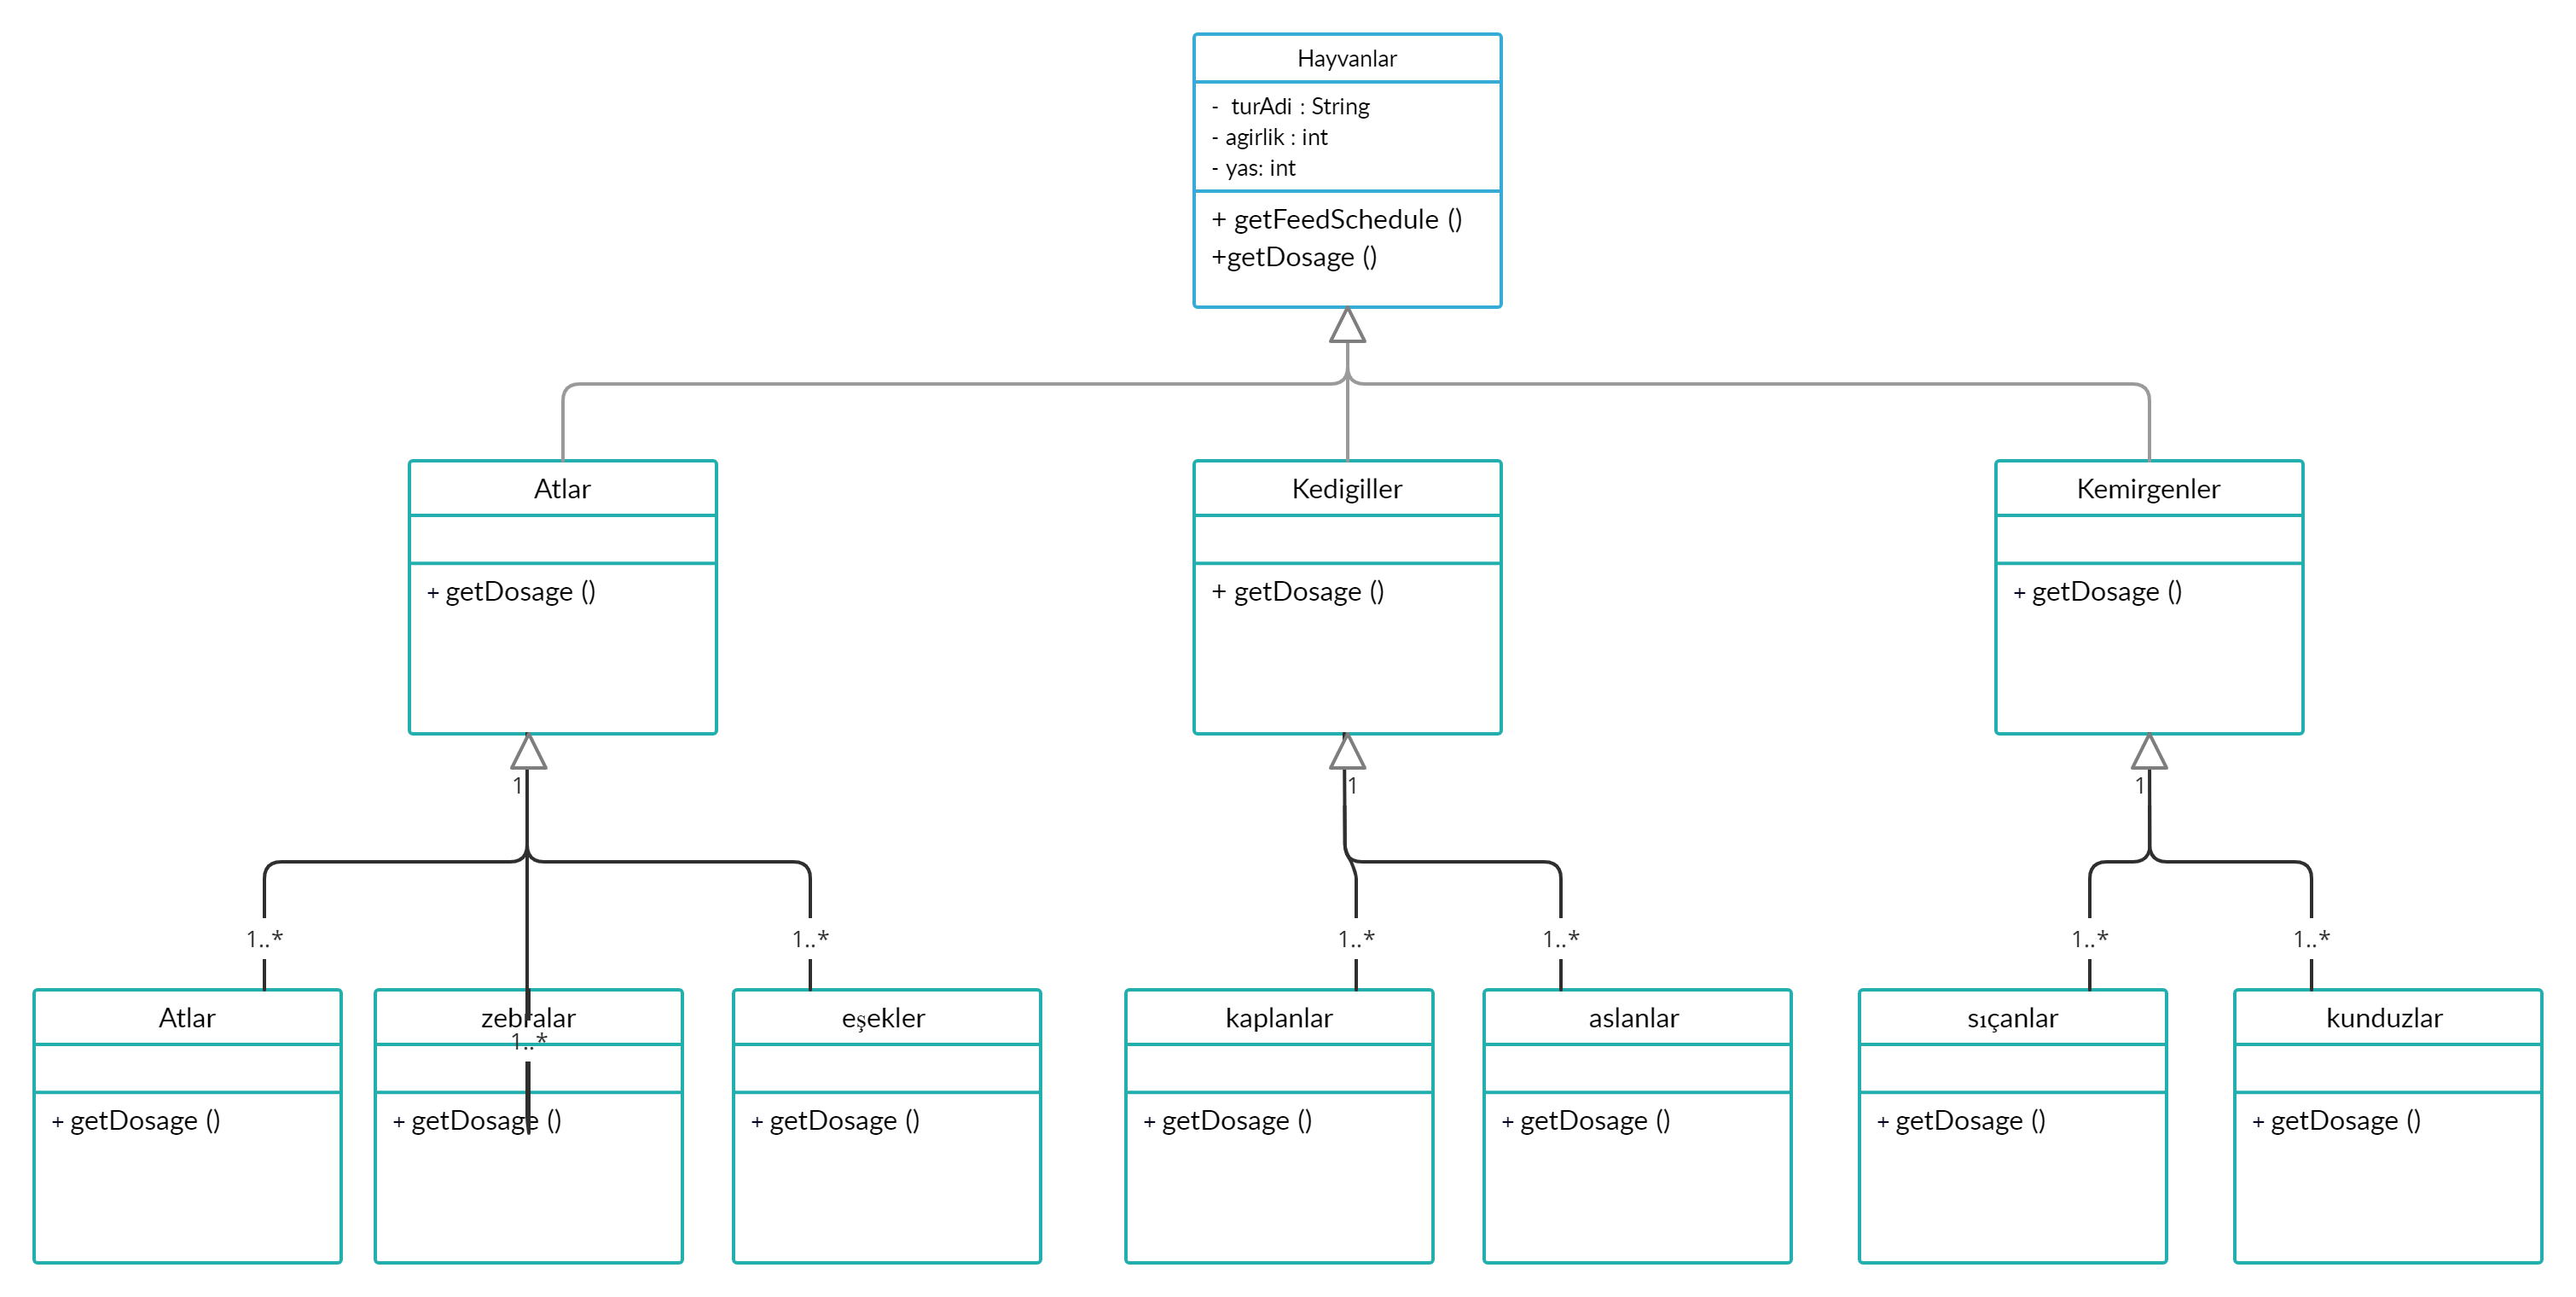 Hayvanlar
- turAdi : String
- agirlik : int
- yas: int
+ getFeedSchedule ()
+getDosage ()
Atlar
+ getDosage ()
Kedigiller
+ getDosage ()
Kemirgenler
+ getDosage ()
1
1
1
1..*
1..*
1..*
1..*
1..*
1..*
Atlar
+ getDosage ()
zebralar
1..*
+ getDosage ()
eşekler
+ getDosage ()
kaplanlar
+ getDosage ()
aslanlar
+ getDosage ()
sıçanlar
+ getDosage ()
kunduzlar
+ getDosage ()